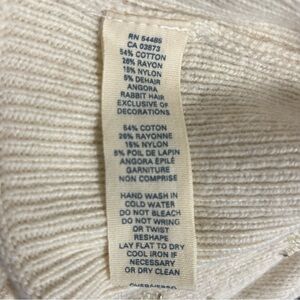 RN 54485
CA 03873
54% COTTON
26% RAYON
15% NYLON
5% DEHAIR
ANGORA
RABBIT HAIR
EXCLUSIVE OF
DECORATIONS
54% COTON
26% RAYONNE
15% NYLON
5% POIL DE LAPIN
ANGORA ÉPILÉ
GARNITURE
NON COMPRISE
HAND WASH IN
COLD WATER
DO NOT BLEACH
DO NOT WRING
OR TWIST
RESHAPE
LAY FLAT TO DRY
COOL IRON IF
NECESSARY
OR DRY CLEAN